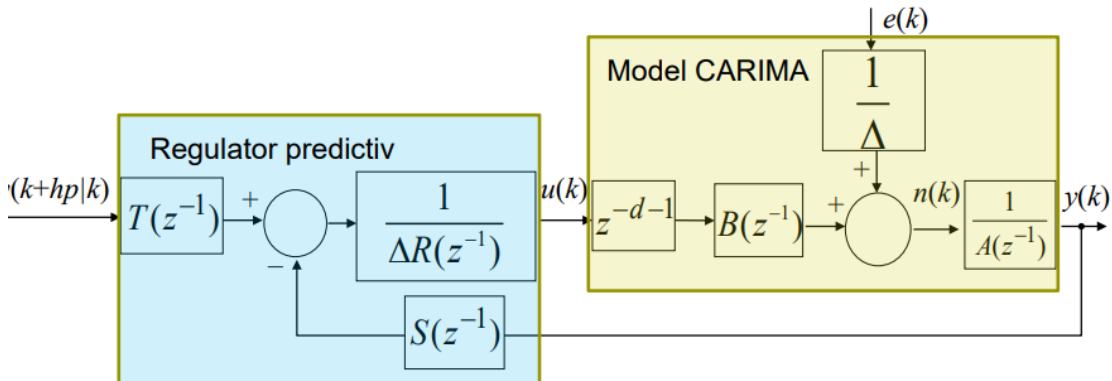 e(k)
Model CARIMA
1
Δ
Regulator predictiv
(k+hp|k)
T(z⁻¹)
+
−
1
ΔR(z⁻¹)
u(k)
z⁻ᵈ⁻¹
B(z⁻¹)
+
+
n(k)
1
A(z⁻¹)
y(k)
S(z⁻¹)